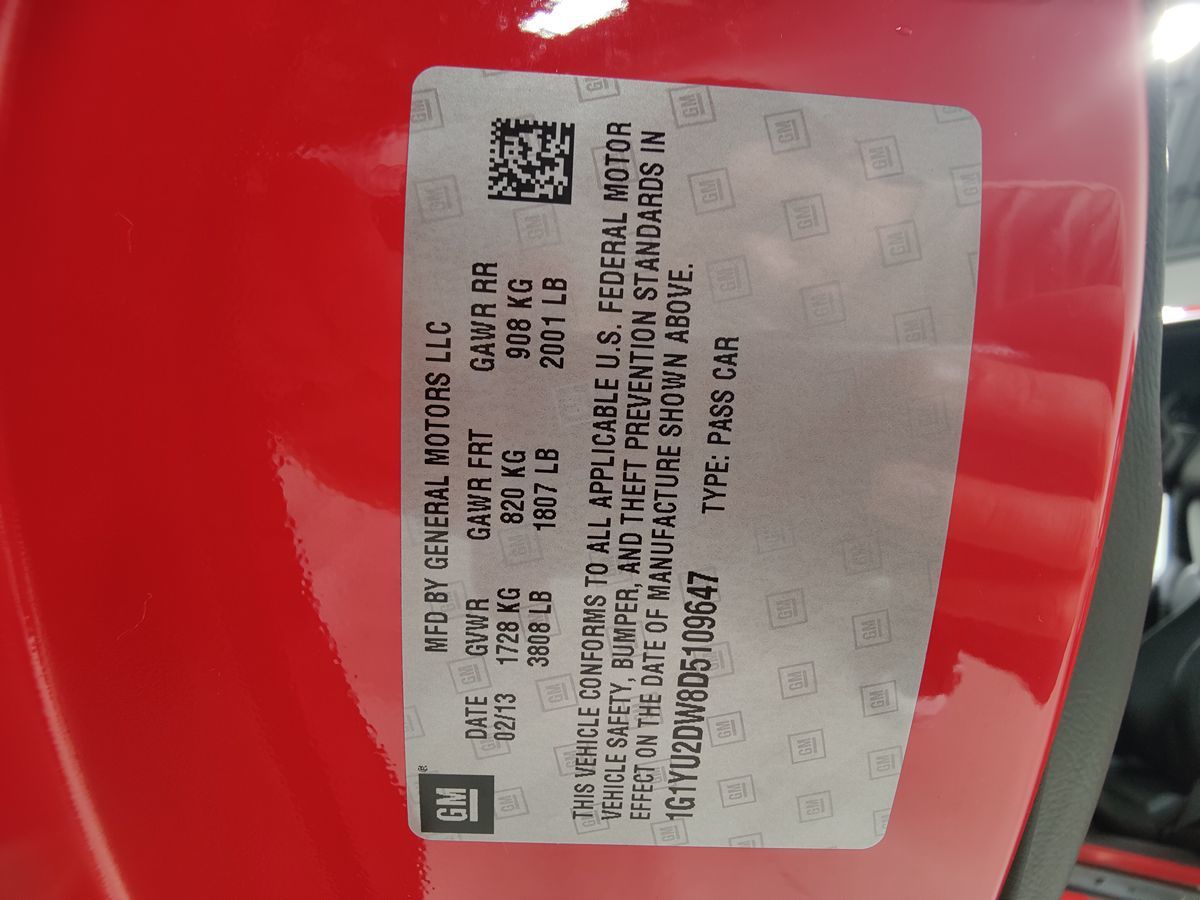 GM®
MFD BY GENERAL MOTORS LLC
DATE GVWR GAWR FRT GAWR RR
02/13 1728 KG 820 KG 908 KG
3808 LB 1807 LB 2001 LB
THIS VEHICLE CONFORMS TO ALL APPLICABLE U.S. FEDERAL MOTOR
VEHICLE SAFETY, BUMPER, AND THEFT PREVENTION STANDARDS IN
EFFECT ON THE DATE OF MANUFACTURE SHOWN ABOVE.
1G1YU2DW8D5109647 TYPE: PASS CAR